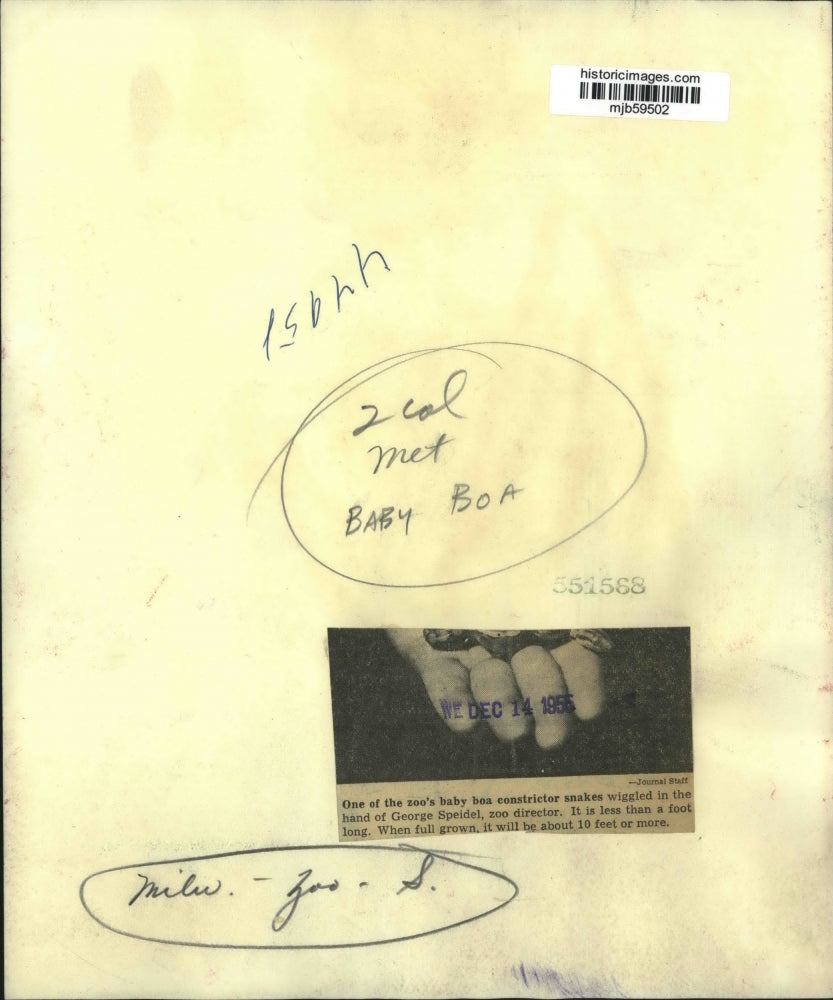 historicimages.com
mjb59502
2 col
Met
BABY BOA
551568
WE DEC 14 1955
—Journal Staff
One of the zoo's baby boa constrictor snakes wiggled in the
hand of George Speidel, zoo director. It is less than a foot
long. When full grown, it will be about 10 feet or more.
Milw. - Zoo - S.